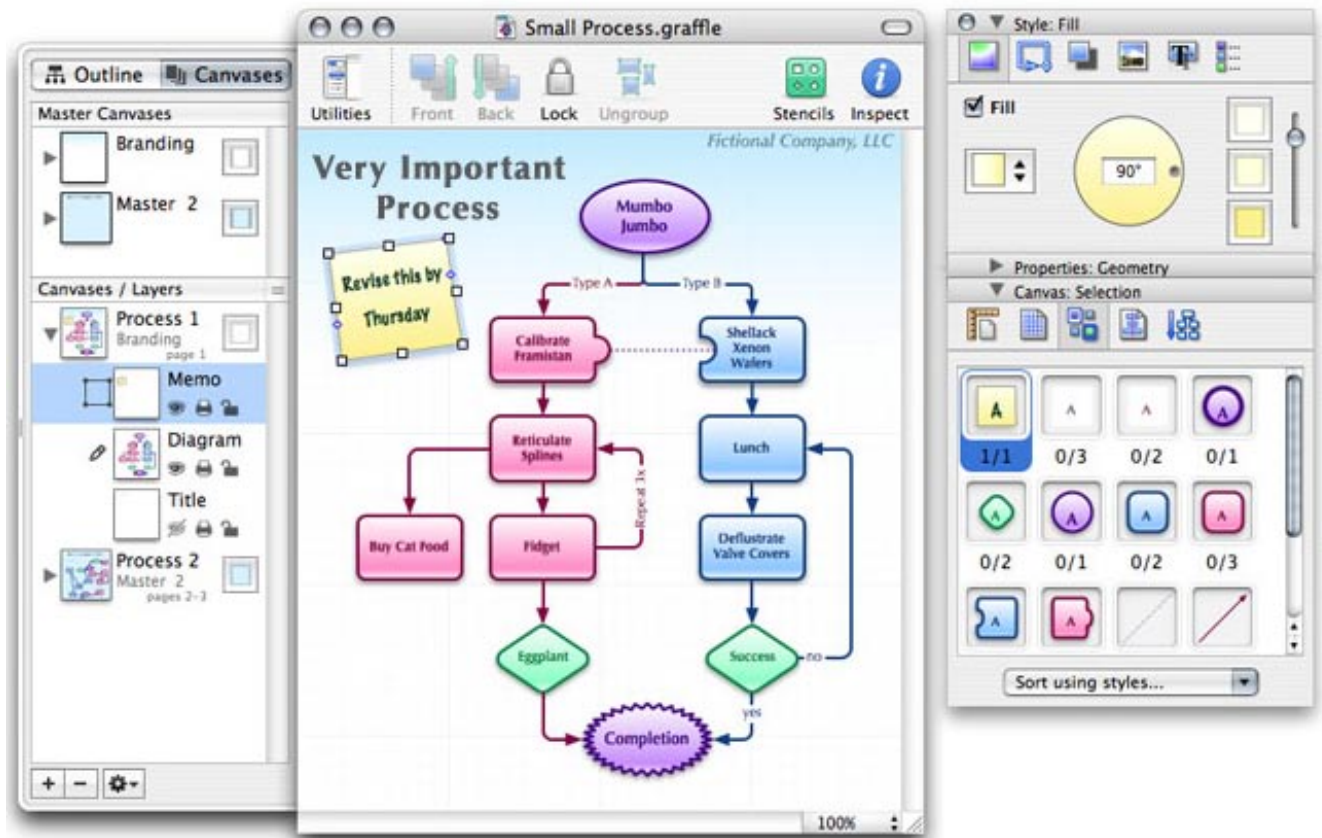 Outline
Canvases
Master Canvases
Branding
Master 2
Canvases / Layers
Process 1
Branding
page 1
Memo
Diagram
Title
Process 2
Master 2
pages 2-3
Small Process.graffle
Utilities
Front
Back
Lock
Ungroup
Stencils
Inspect
Fictional Company, LLC
Very Important
Process
Revise this by
Thursday
Mumbo
Jumbo
Type A
Type B
Calibrate
Framistan
Shellack
Xenon
Wafers
Reticulate
Splines
Lunch
Repeat 3x
Buy Cat Food
Fidget
Deflustrate
Valve Covers
Eggplant
Success
no
yes
Completion
100%
Style: Fill
Fill
90°
Properties: Geometry
Canvas: Selection
A
A
A
A
1/1
0/3
0/2
0/1
A
A
A
A
0/2
0/1
0/2
0/3
A
A
Sort using styles...